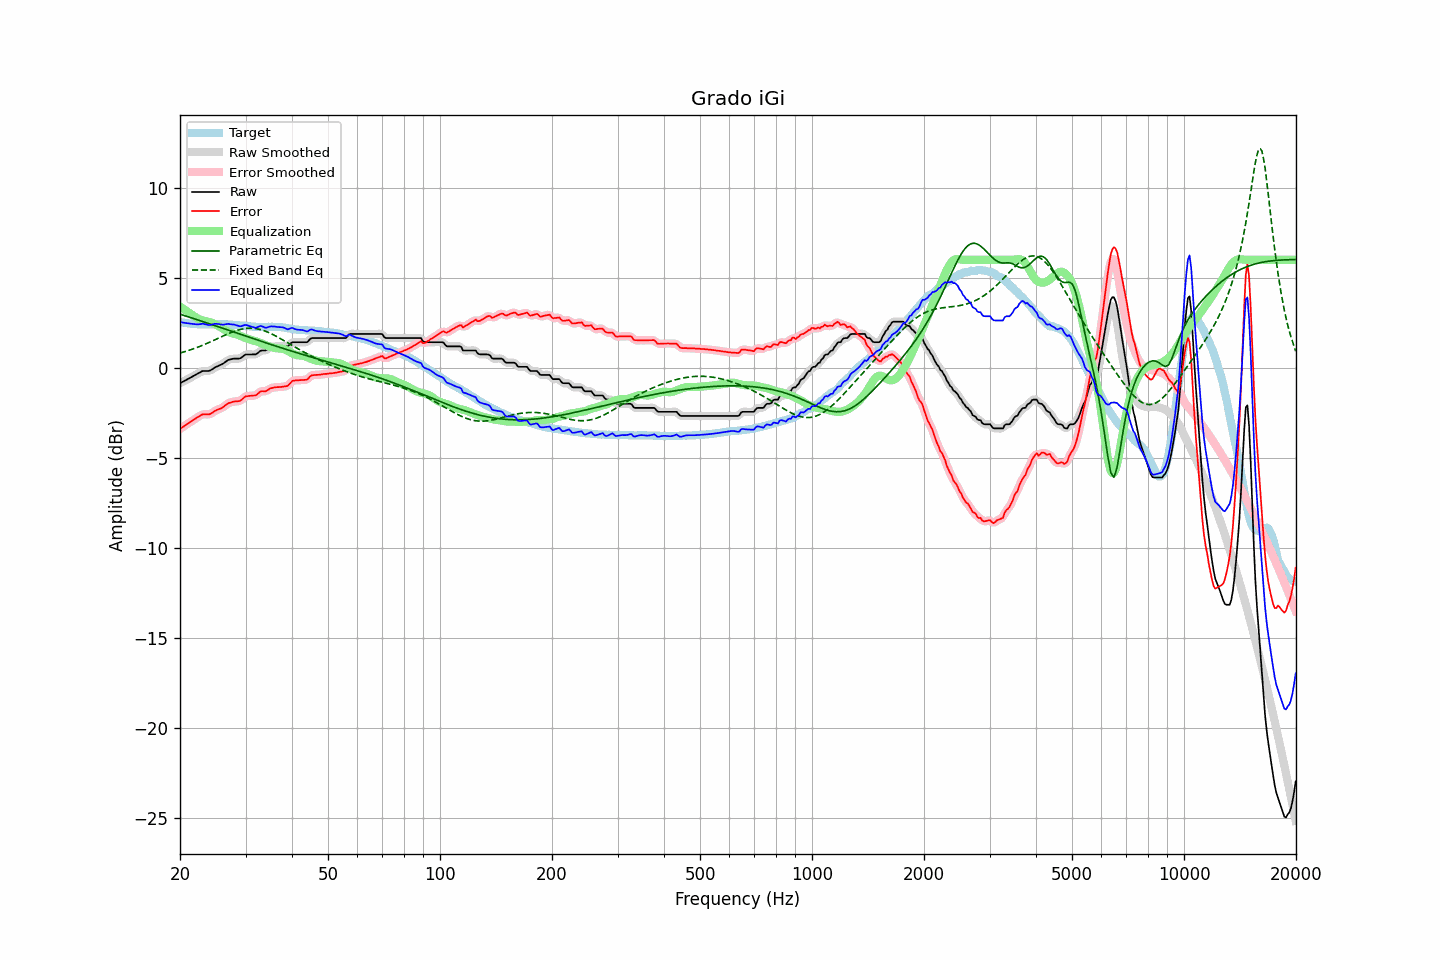 Grado iGi
Target
Raw Smoothed
Error Smoothed
Raw
Error
Equalization
Parametric Eq
Fixed Band Eq
Equalized
10
5
0
−5
−10
−15
−20
−25
Amplitude (dBr)
20
50
100
200
500
1000
2000
5000
10000
20000
Frequency (Hz)